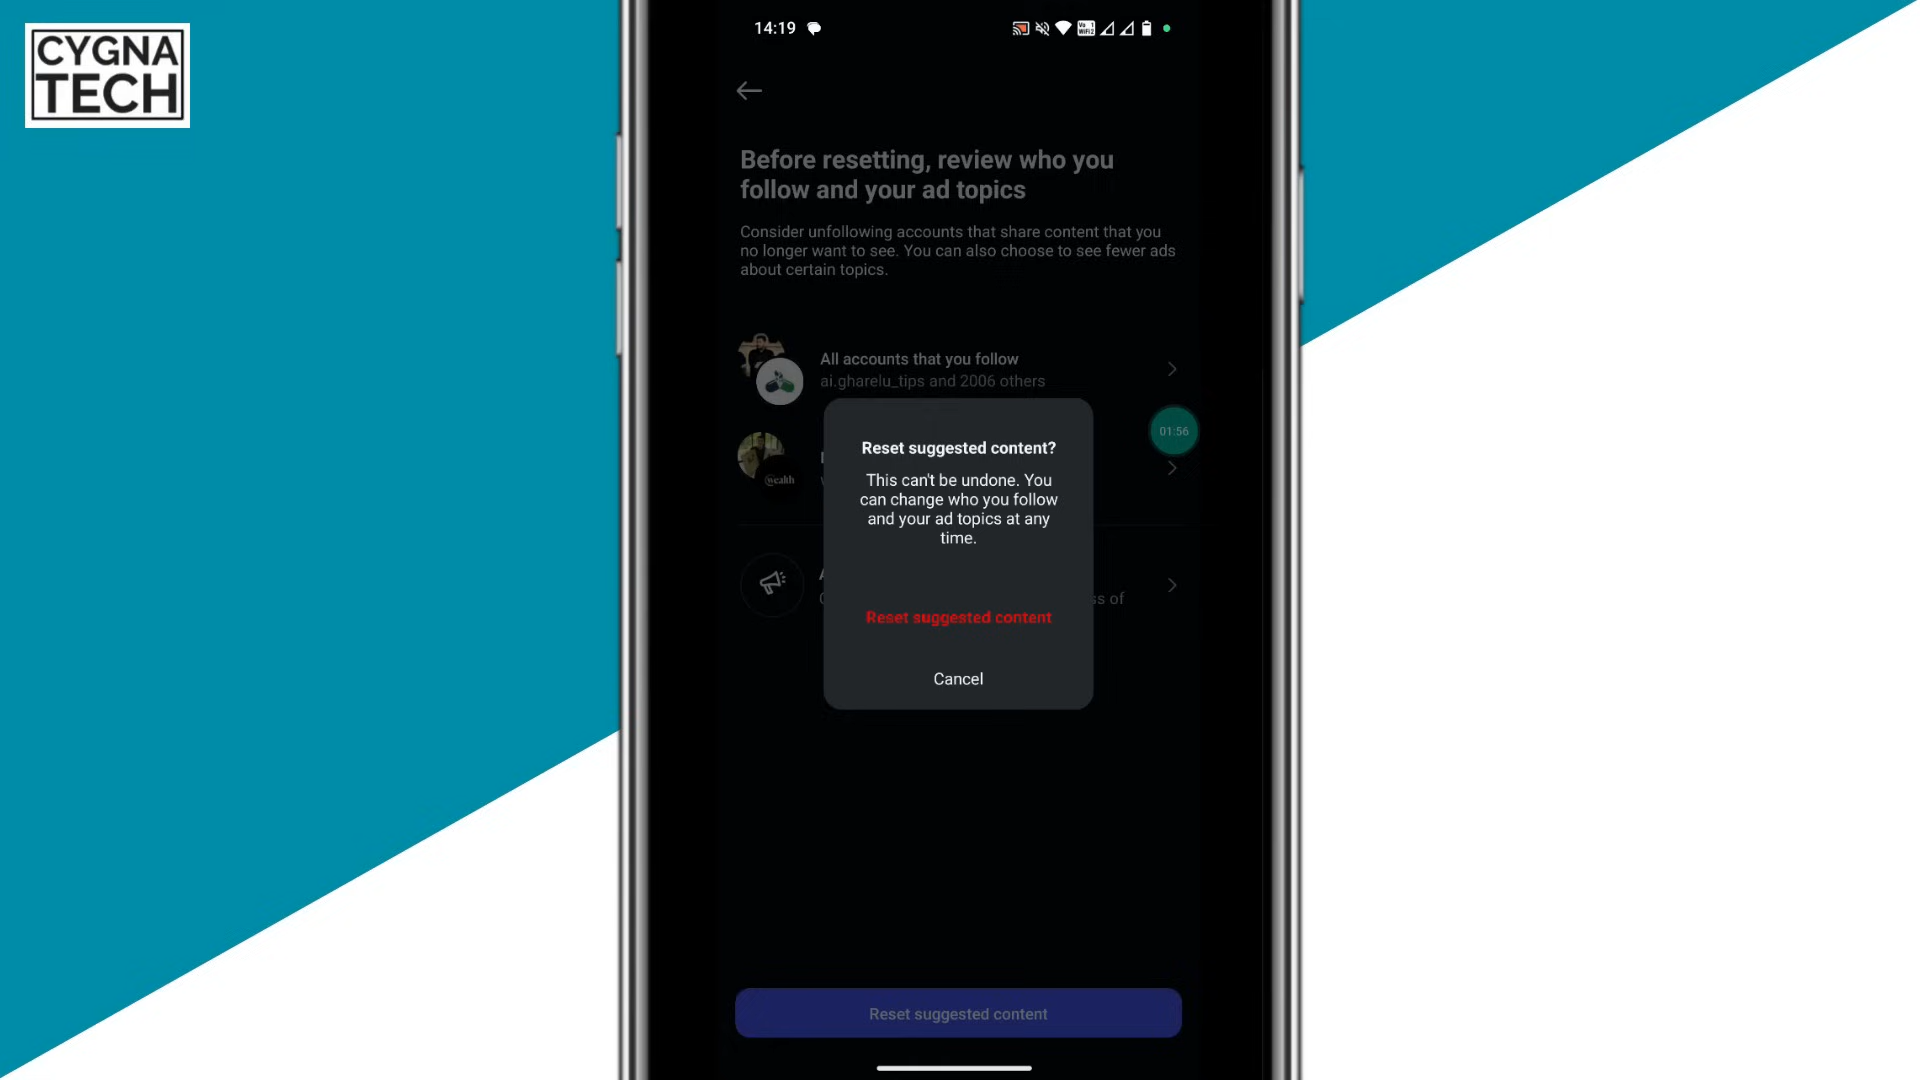 CYGNA
TECH
14:19
Before resetting, review who you
follow and your ad topics
Consider unfollowing accounts that share content that you
no longer want to see. You can also choose to see fewer ads
about certain topics.
All accounts that you follow
ai.gharelu_tips and 2006 others
01:56
wealth
Reset suggested content?
This can't be undone. You
can change who you follow
and your ad topics at any
time.
ss of
Reset suggested content
Cancel
Reset suggested content